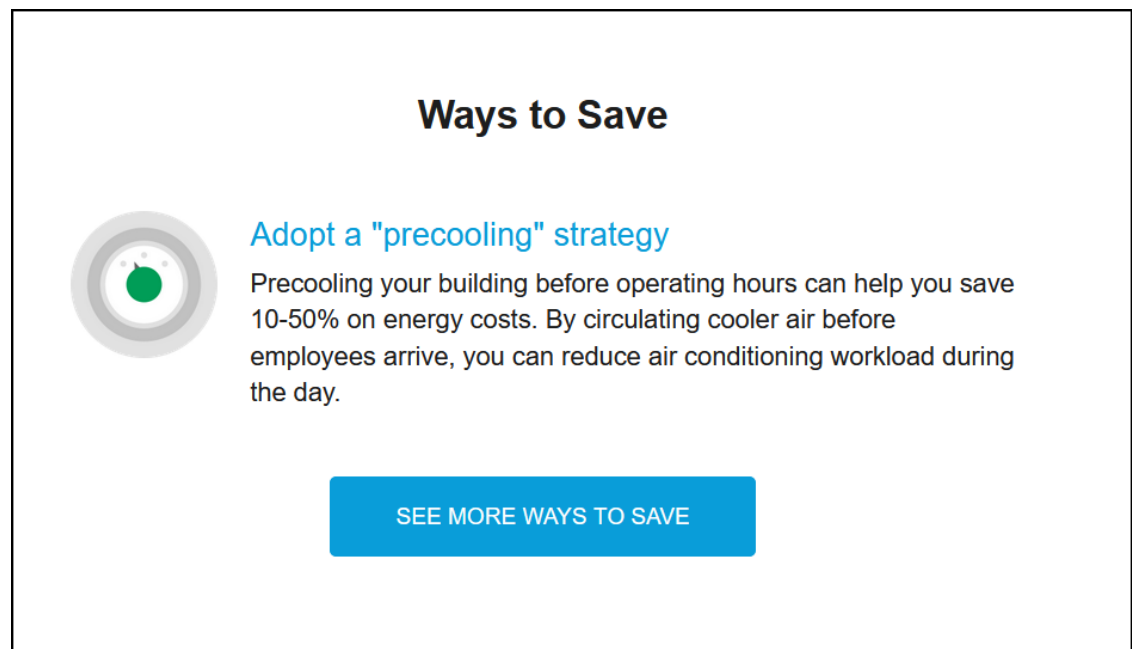 Ways to Save
Adopt a "precooling" strategy
Precooling your building before operating hours can help you save
10-50% on energy costs. By circulating cooler air before
employees arrive, you can reduce air conditioning workload during
the day.
SEE MORE WAYS TO SAVE